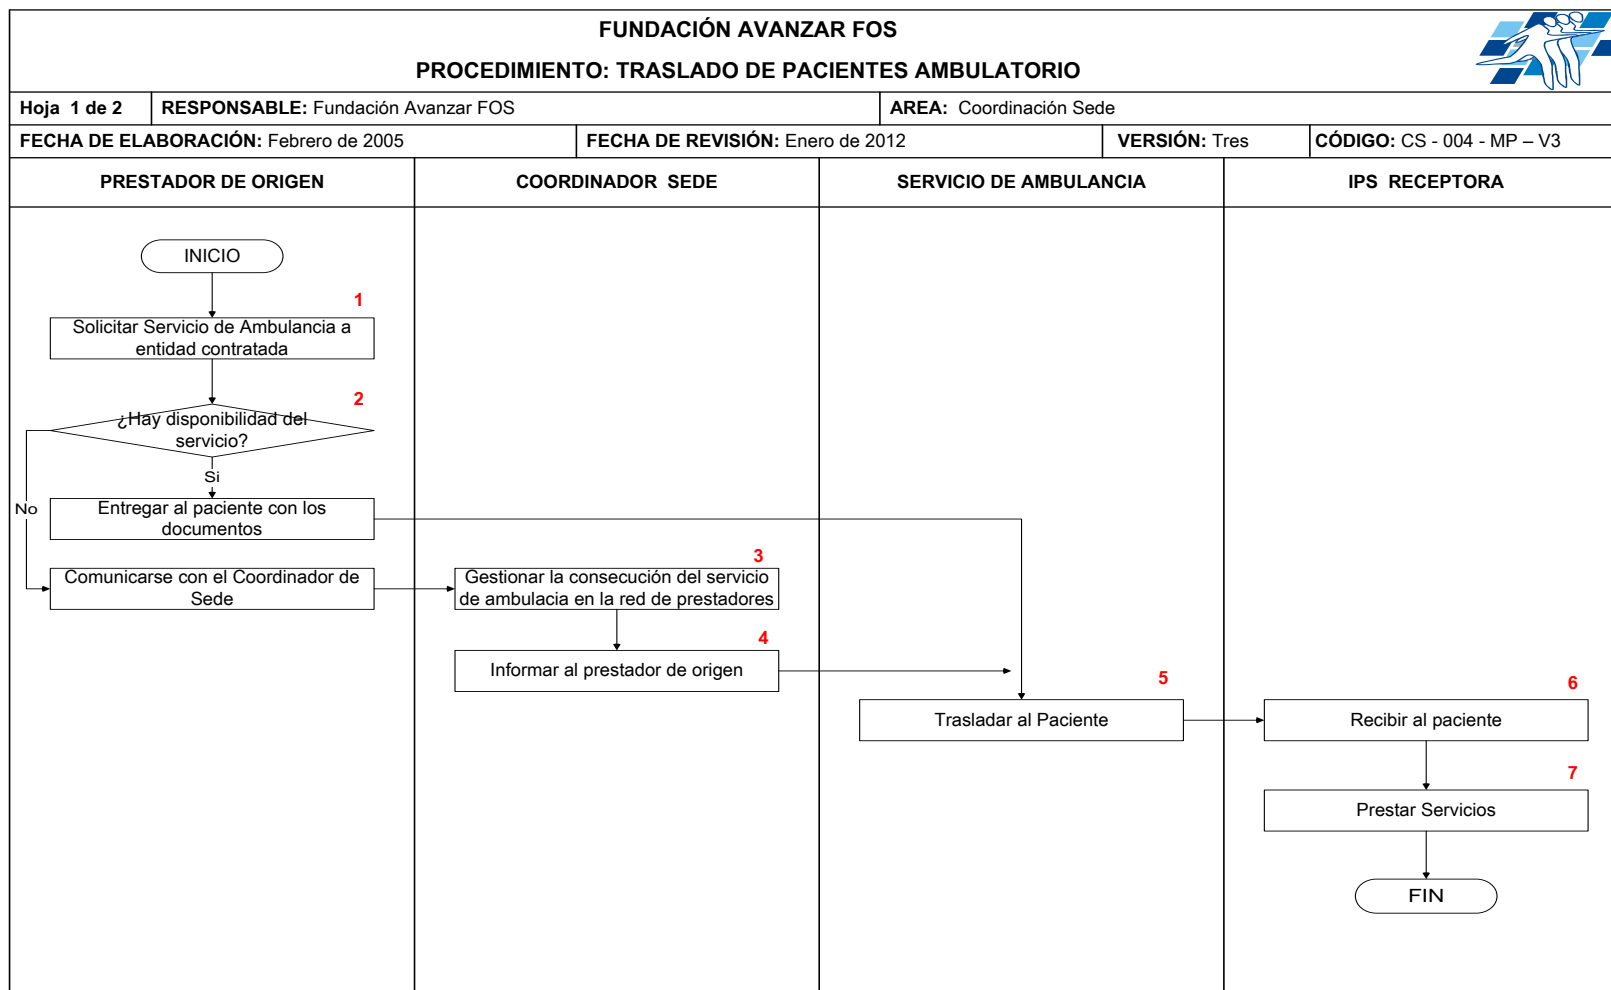 FUNDACIÓN AVANZAR FOS
PROCEDIMIENTO: TRASLADO DE PACIENTES AMBULATORIO
Hoja 1 de 2
RESPONSABLE: Fundación Avanzar FOS
AREA: Coordinación Sede
FECHA DE ELABORACIÓN: Febrero de 2005
FECHA DE REVISIÓN: Enero de 2012
VERSIÓN: Tres
CÓDIGO: CS - 004 - MP – V3
PRESTADOR DE ORIGEN
COORDINADOR SEDE
SERVICIO DE AMBULANCIA
IPS RECEPTORA
INICIO
1
Solicitar Servicio de Ambulancia a
entidad contratada
2
¿Hay disponibilidad del
servicio?
Si
No
Entregar al paciente con los
documentos
Comunicarse con el Coordinador de
Sede
3
Gestionar la consecución del servicio
de ambulacia en la red de prestadores
4
Informar al prestador de origen
5
Trasladar al Paciente
6
Recibir al paciente
7
Prestar Servicios
FIN